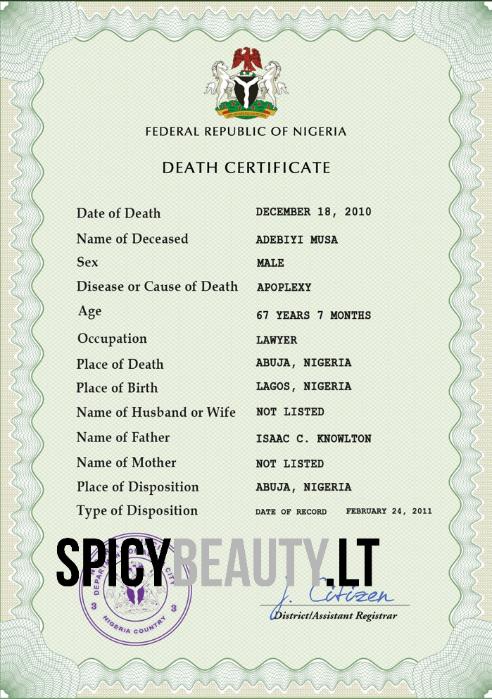 FEDERAL REPUBLIC OF NIGERIA
DEATH CERTIFICATE
Date of Death DECEMBER 18, 2010
Name of Deceased ADEBIYI MUSA
Sex MALE
Disease or Cause of Death APOPLEXY
Age 67 YEARS 7 MONTHS
Occupation LAWYER
Place of Death ABUJA, NIGERIA
Place of Birth LAGOS, NIGERIA
Name of Husband or Wife NOT LISTED
Name of Father ISAAC C. KNOWLTON
Name of Mother NOT LISTED
Place of Disposition ABUJA, NIGERIA
Type of Disposition DATE OF RECORD FEBRUARY 24, 2011
SPICYBEAUTY.LT
CITY
3 3
NIGERIA COUNTRY
J. Citizen
District/Assistant Registrar